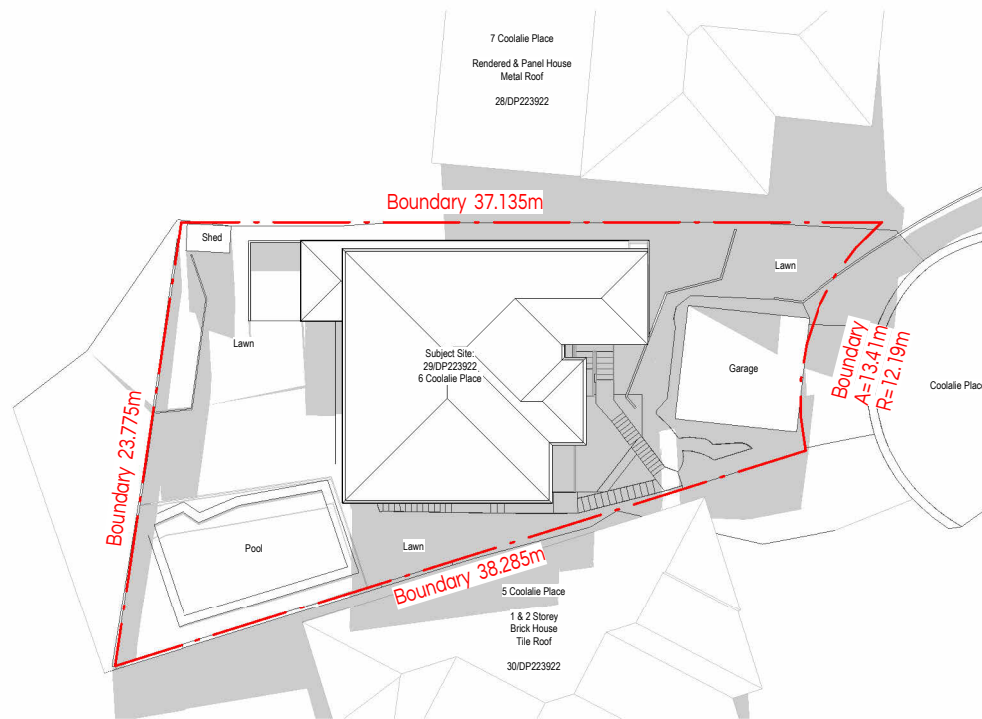 7 Coolalie Place
Rendered & Panel House
Metal Roof
28/DP223922
Boundary 37.135m
Shed
Lawn
Lawn
Subject Site:
29/DP223922
6 Coolalie Place
Garage
Boundary
A=13.41m
R=12.19m
Coolalie Place
Boundary 23.775m
Pool
Lawn
Boundary 38.285m
5 Coolalie Place
1 & 2 Storey
Brick House
Tile Roof
30/DP223922